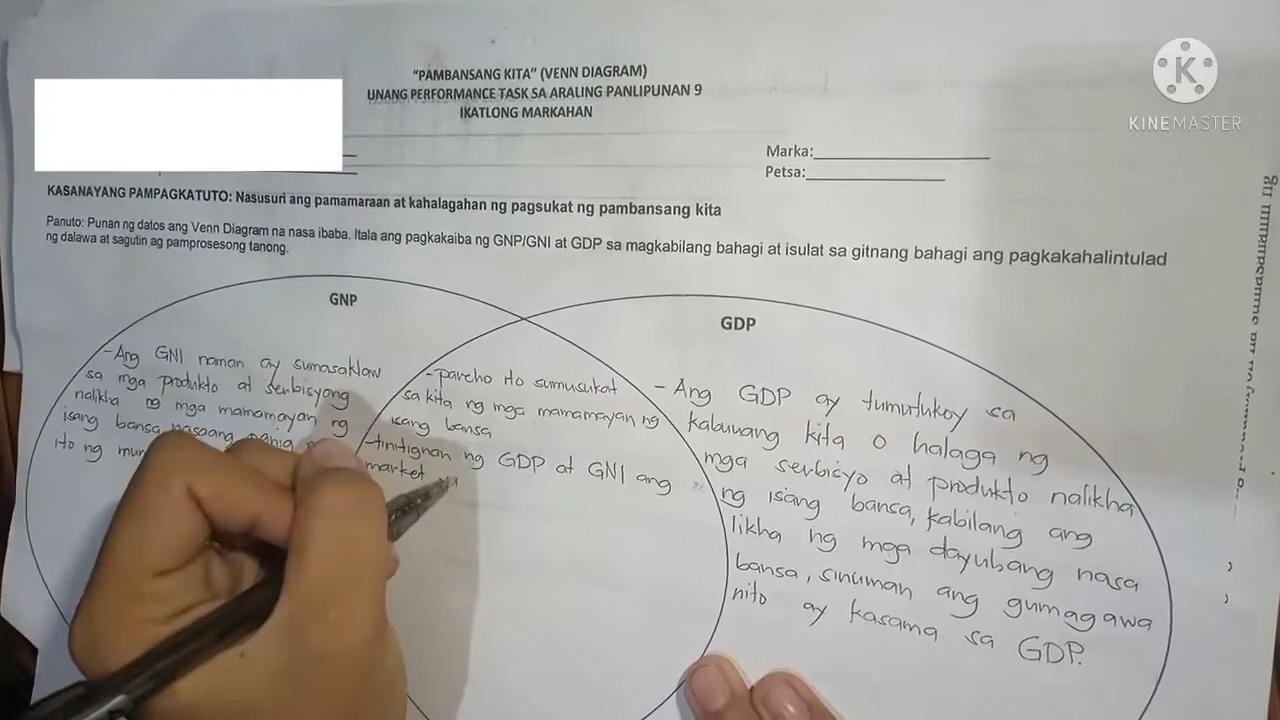 "PAMBANSANG KITA" (VENN DIAGRAM)
UNANG PERFORMANCE TASK SA ARALING PANLIPUNAN 9
IKATLONG MARKAHAN
KINEMASTER
Marka:
Petsa:
KASANAYANG PAMPAGKATUTO: Nasusuri ang pamamaraan at kahalagahan ng pagsukat ng pambansang kita
Panuto: Punan ng datos ang Venn Diagram na nasa ibaba. Itala ang pagkakaiba ng GNP/GNI at GDP sa magkabilang bahagi at isulat sa gitnang bahagi ang pagkakahalintulad
ng dalawa at sagutin ag pamprosesong tanong.
GNP
- Ang GNI naman ay sumasaklaw
sa mga produkto at serbisyong
nalikha ng mga mamamayan ng
isang bansa nasaang
ito ng
- pareho ito sumusukat
sa kita ng mga mamamayan ng
isang bansa
- tinitignan ng GDP at GNI ang
market
GDP
- Ang GDP ay tumutukoy sa
kabuuang kita o halaga ng
mga serbisyo at produkto nalikha
ng isang bansa, kabilang ang
likha ng mga dayuhang nasa
bansa, sinuman ang gumagawa
nito ay kasama sa GDP.